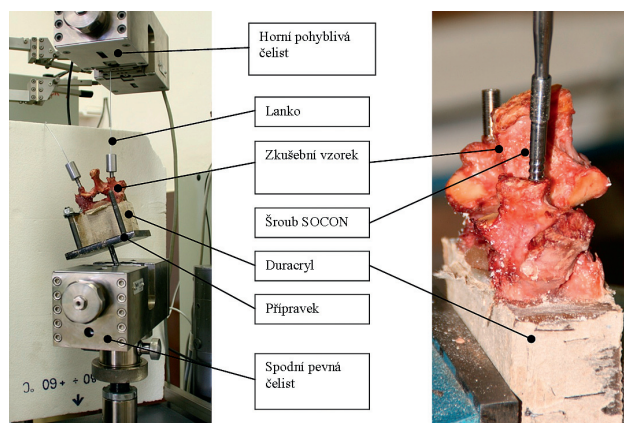 Horní pohyblivá
čelist
Lanko
Zkušební vzorek
Šroub SOCON
Duracryl
Přípravek
Spodní pevná
čelist